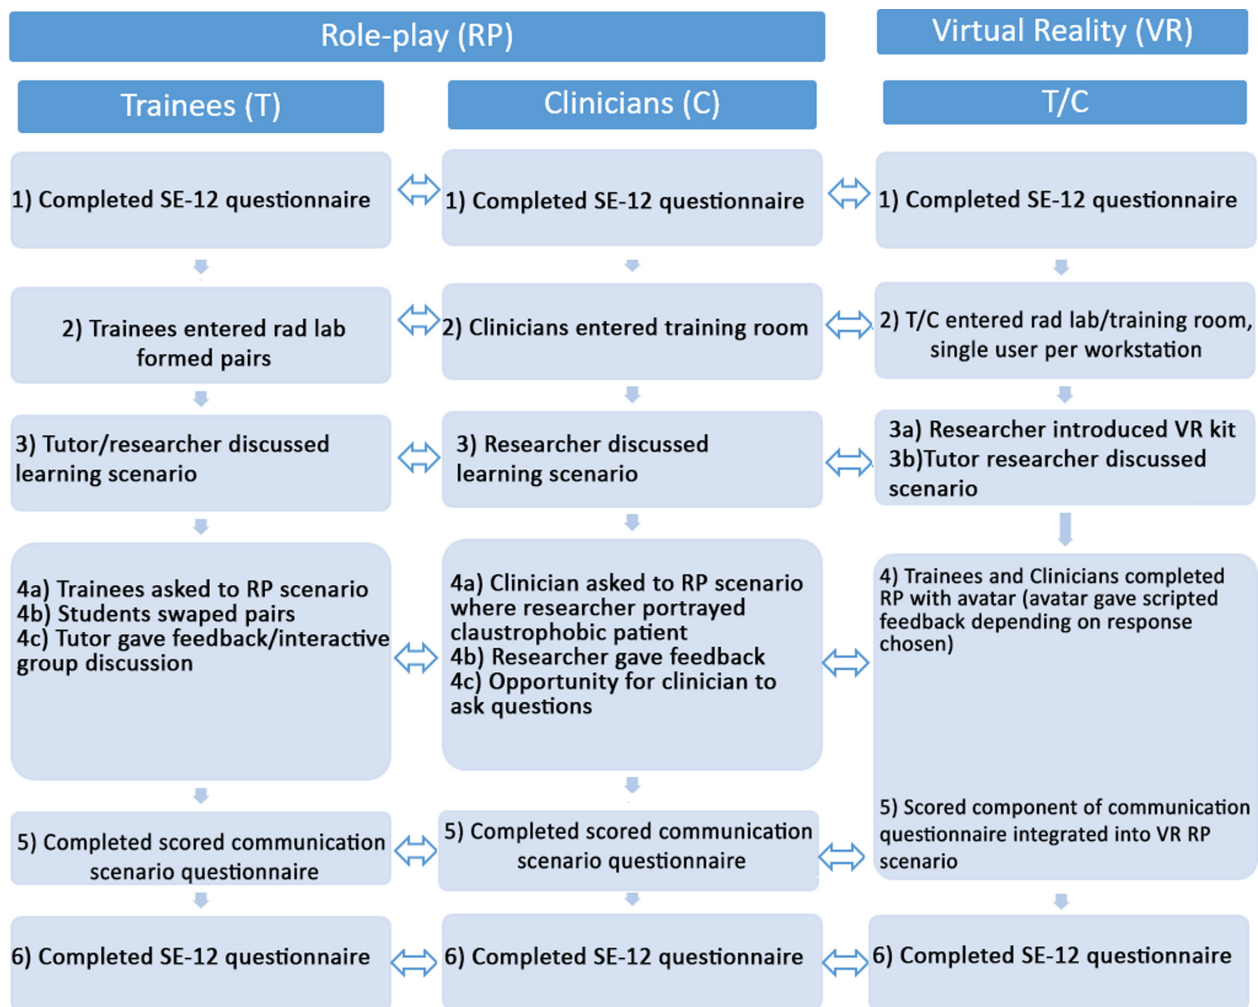 Role-play (RP)
Virtual Reality (VR)
Trainees (T)
Clinicians (C)
T/C
1) Completed SE-12 questionnaire
1) Completed SE-12 questionnaire
1) Completed SE-12 questionnaire
2) Trainees entered rad lab
formed pairs
2) Clinicians entered training room
2) T/C entered rad lab/training room,
single user per workstation
3) Tutor/researcher discussed
learning scenario
3) Researcher discussed
learning scenario
3a) Researcher introduced VR kit
3b)Tutor researcher discussed
scenario
4a) Trainees asked to RP scenario
4b) Students swaped pairs
4c) Tutor gave feedback/interactive
group discussion
4a) Clinician asked to RP scenario
where researcher portrayed
claustrophobic patient
4b) Researcher gave feedback
4c) Opportunity for clinician to
ask questions
4) Trainees and Clinicians completed
RP with avatar (avatar gave scripted
feedback depending on response
chosen)
5) Completed scored communication
scenario questionnaire
5) Completed scored communication
scenario questionnaire
5) Scored component of communication
questionnaire integrated into VR RP
scenario
6) Completed SE-12 questionnaire
6) Completed SE-12 questionnaire
6) Completed SE-12 questionnaire